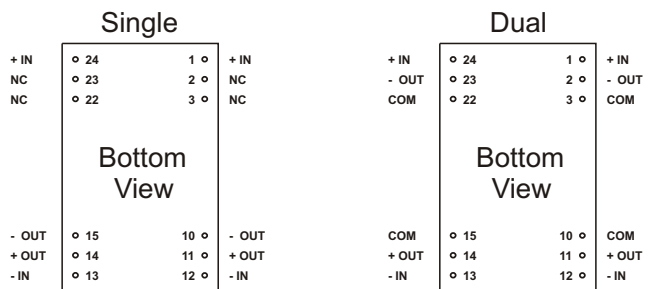 Single
+ IN 24 1 + IN
NC 23 2 NC
NC 22 3 NC
Bottom
View
- OUT 15 10 - OUT
+ OUT 14 11 + OUT
- IN 13 12 - IN
Dual
+ IN 24 1 + IN
- OUT 23 2 - OUT
COM 22 3 COM
Bottom
View
COM 15 10 COM
+ OUT 14 11 + OUT
- IN 13 12 - IN